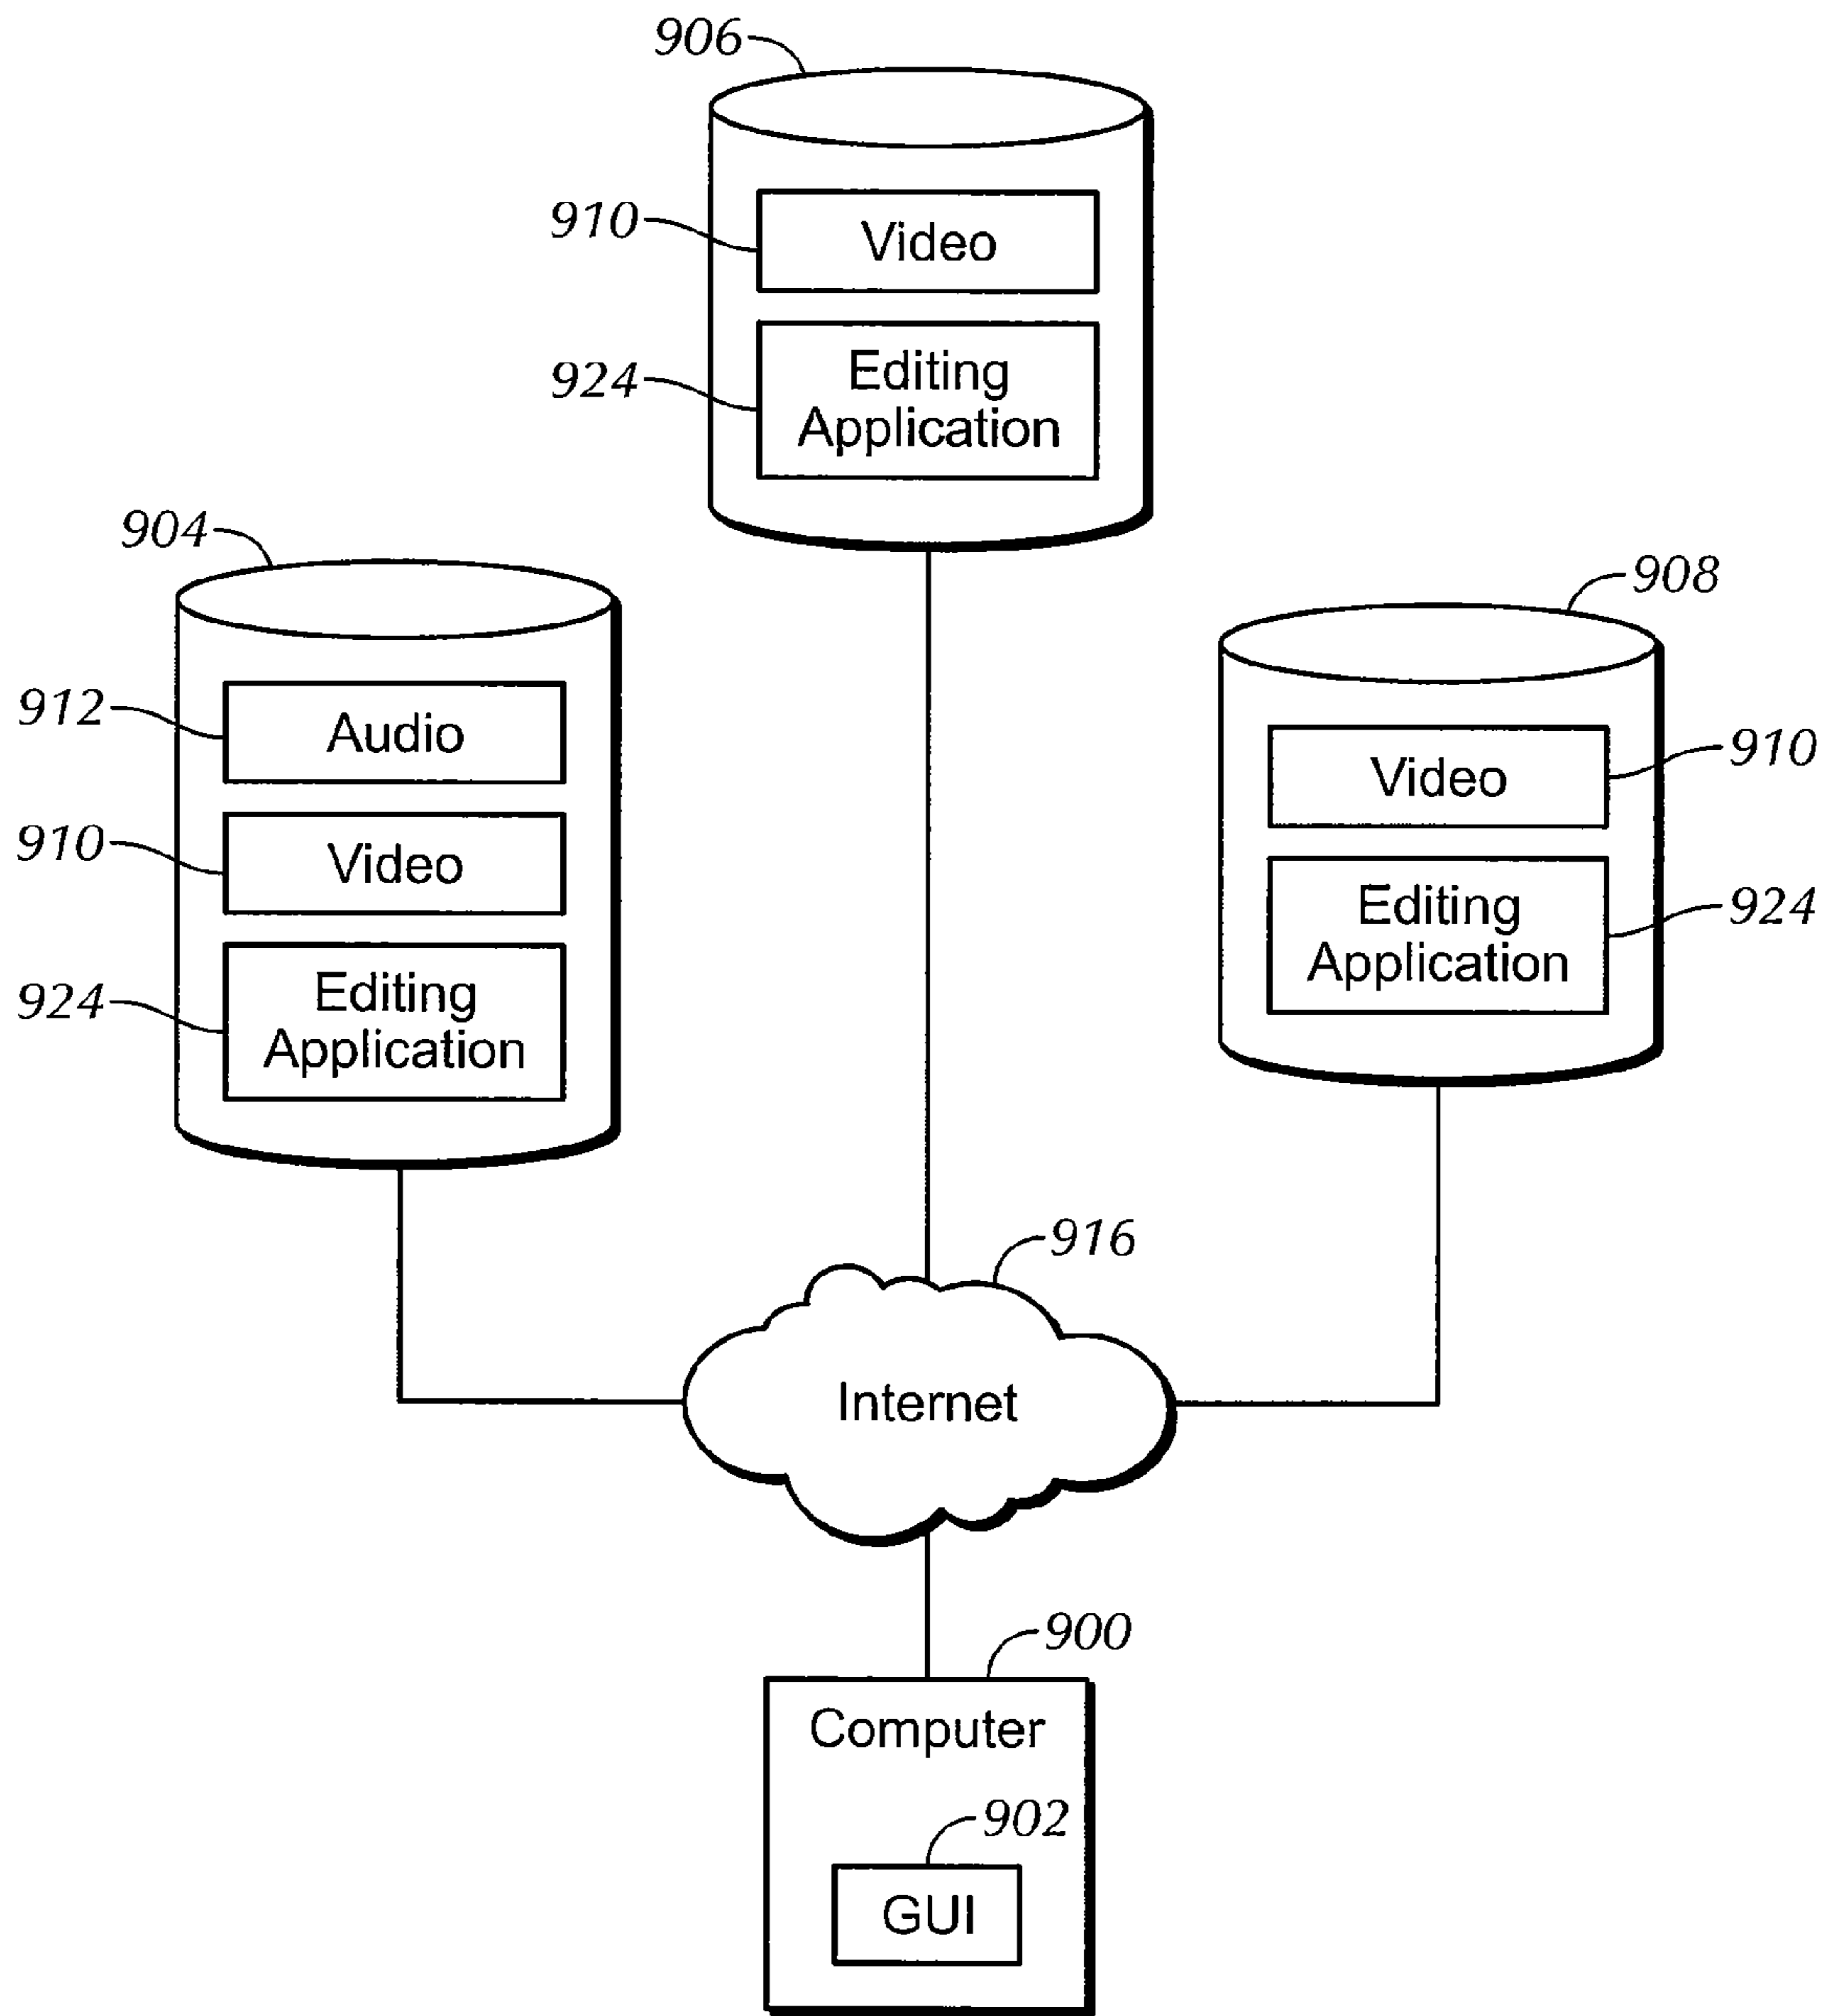 906
910
Video
924
Editing
Application
904
912
Audio
910
Video
924
Editing
Application
908
Video
910
Editing
Application
924
916
Internet
900
Computer
902
GUI